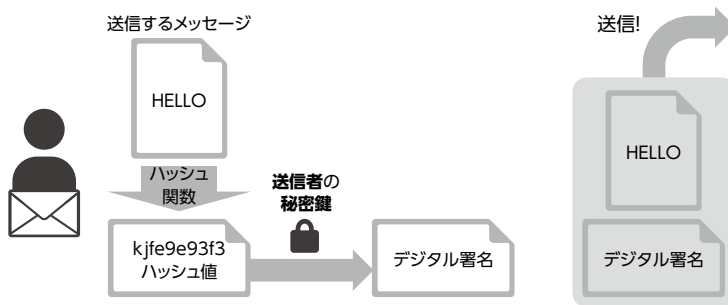 送信するメッセージ
HELLO
ハッシュ
関数
送信者の
秘密鍵
kjfe9e93f3
ハッシュ値
デジタル署名
送信!
HELLO
デジタル署名